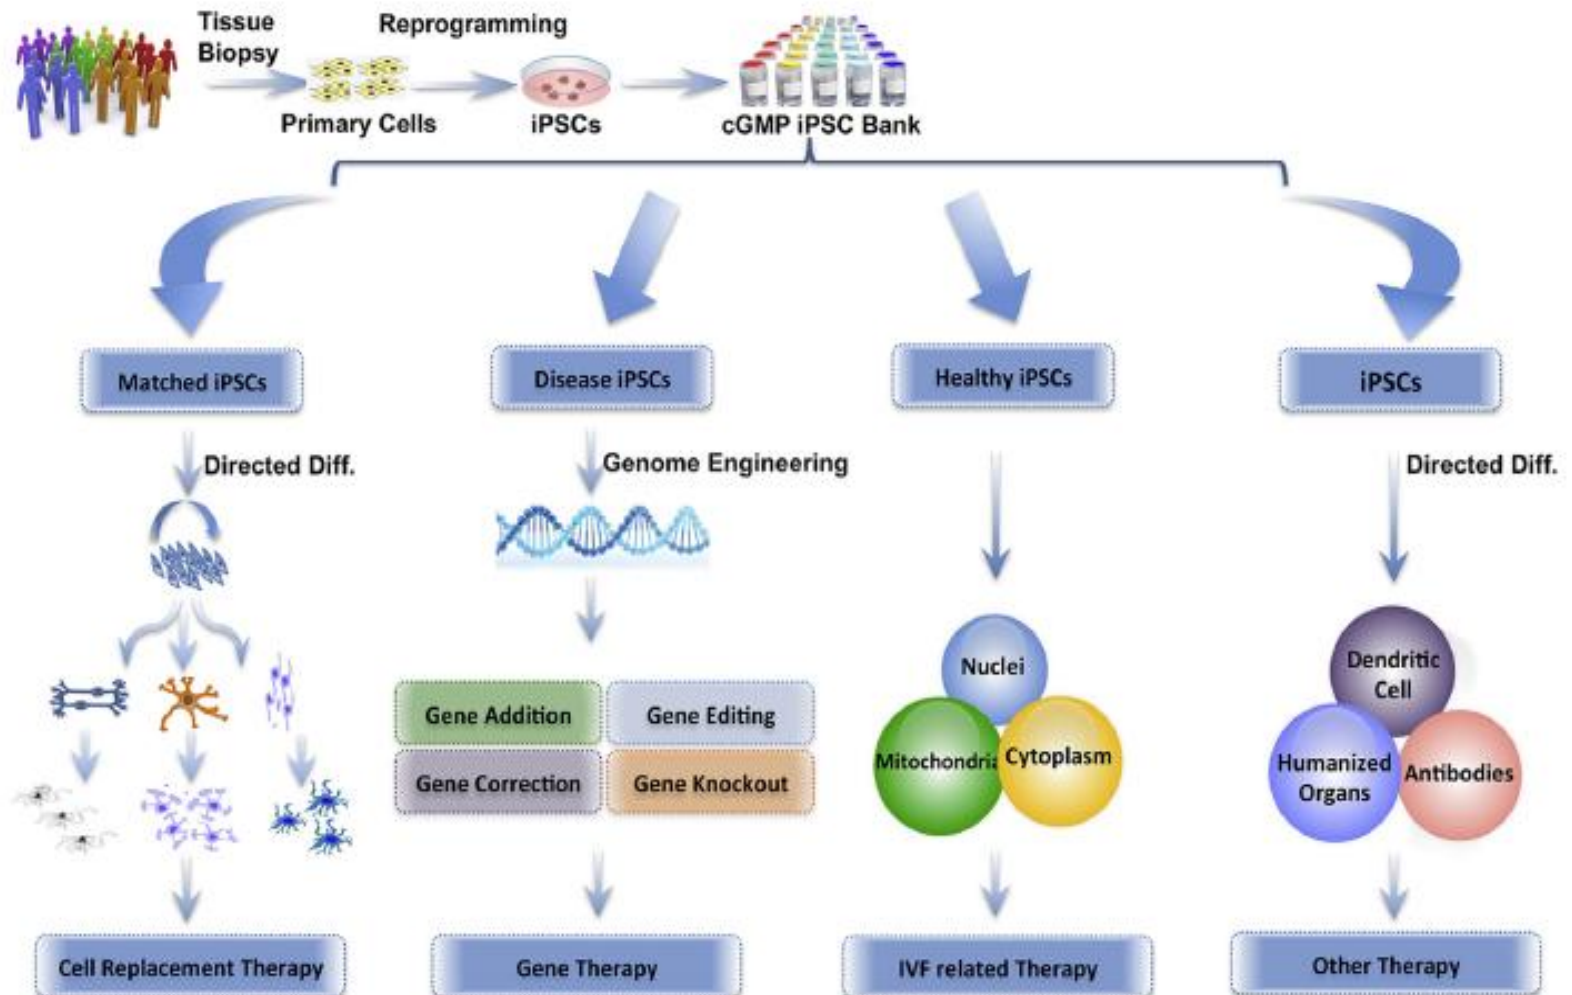 Tissue
Biopsy
Reprogramming
Primary Cells
iPSCs
cGMP iPSC Bank
Matched iPSCs
Disease iPSCs
Healthy iPSCs
iPSCs
Directed Diff.
Genome Engineering
Directed Diff.
Gene Addition
Gene Editing
Gene Correction
Gene Knockout
Nuclei
Mitochondria
Cytoplasm
Dendritic
Cell
Humanized
Organs
Antibodies
Cell Replacement Therapy
Gene Therapy
IVF related Therapy
Other Therapy